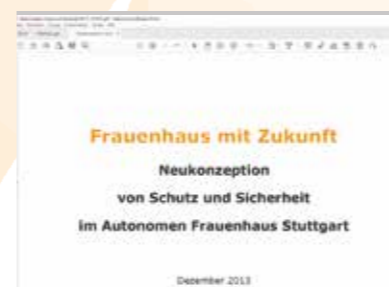 Frauenhaus mit Zukunft
Neukonzeption
von Schutz und Sicherheit
im Autonomen Frauenhaus Stuttgart
Dezember 2013